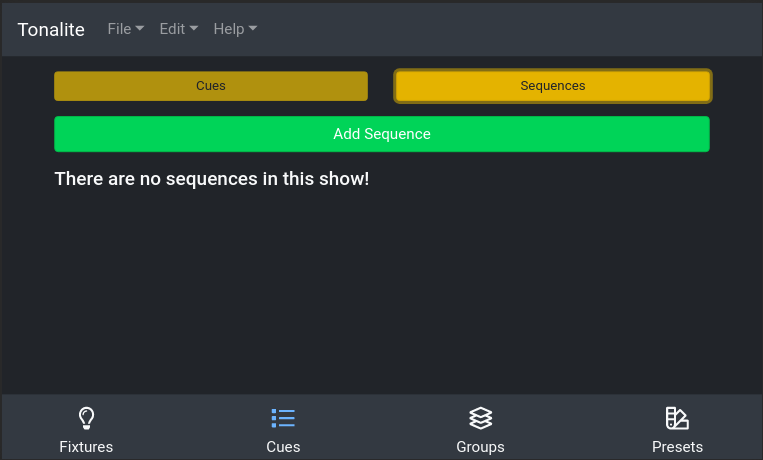 Tonalite File Edit Help
Cues Sequences
Add Sequence
There are no sequences in this show!
Fixtures Cues Groups Presets